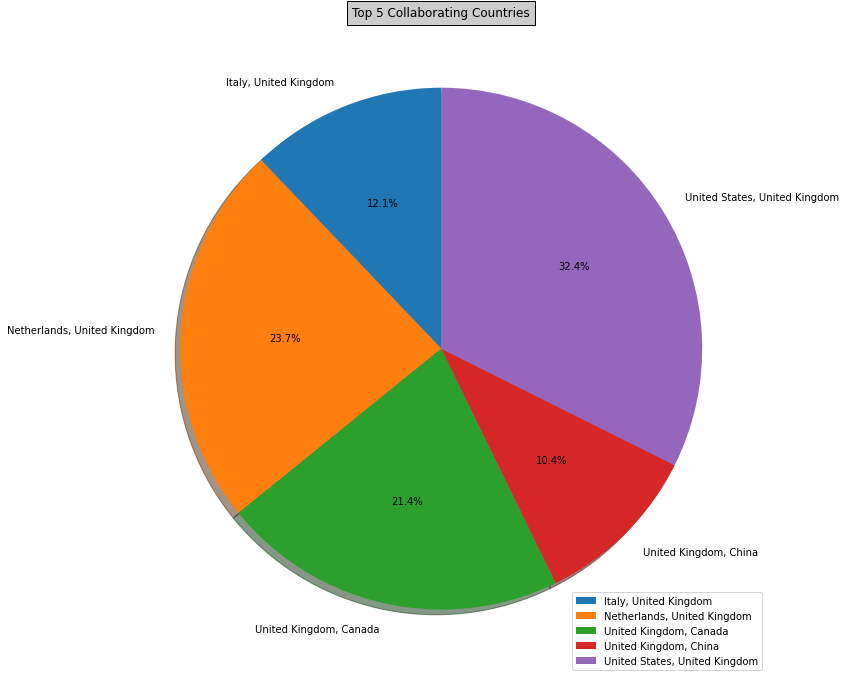 Top 5 Collaborating Countries
Italy, United Kingdom
12.1%
United States, United Kingdom
32.4%
Netherlands, United Kingdom
23.7%
10.4%
21.4%
United Kingdom, China
United Kingdom, Canada
Italy, United Kingdom
Netherlands, United Kingdom
United Kingdom, Canada
United Kingdom, China
United States, United Kingdom